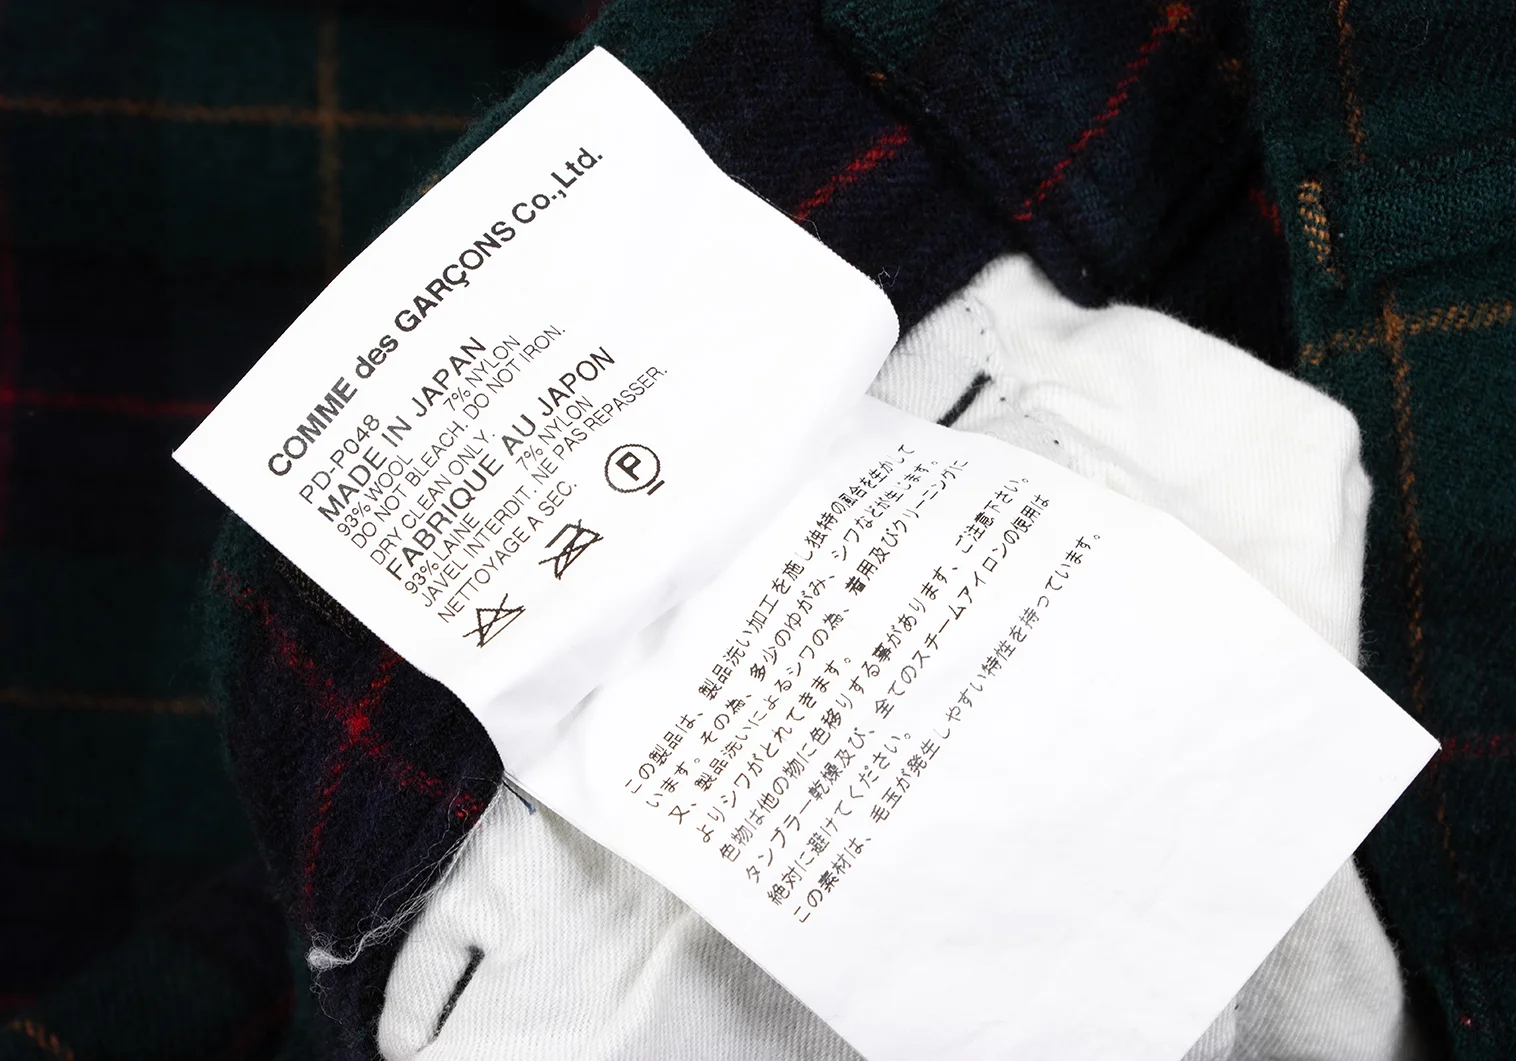 COMME des GARÇONS Co.,Ltd.
PD-P048
MADE IN JAPAN
93% WOOL 7% NYLON
DO NOT BLEACH. DO NOT IRON.
DRY CLEAN ONLY.
FABRIQUE AU JAPON
93% LAINE 7% NYLON
JAVEL INTERDIT. NE PAS REPASSER.
NETTOYAGE A SEC.
P
この製品は、製品洗い加工を施し独特の風合を生かして
います。その為、多少のゆがみ、シワなどが生います。
又、製品洗いによるシワの為、着用及びクリーニングに
よりシワがとれてきます。
色物は他の物に色移りする事があります、ご注意下さい。
タンブラー乾燥及び、全てのスチームアイロンの使用は
絶対に避けてください。
この素材は、毛玉が発生しやすい特性を持っています。